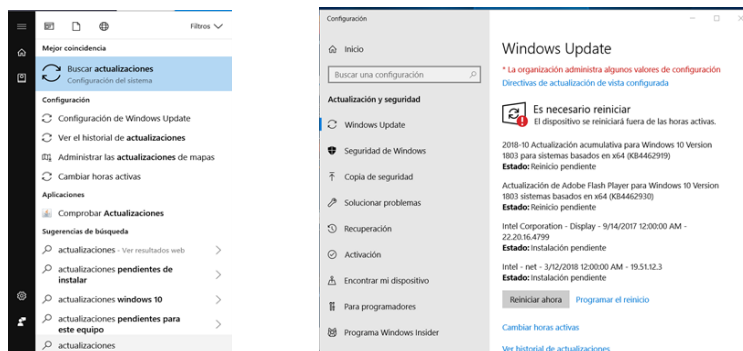 Filtros
Mejor coincidencia
Buscar actualizaciones
Configuración del sistema
Configuración
Configuración de Windows Update
Ver el historial de actualizaciones
Administrar las actualizaciones de mapas
Cambiar horas activas
Aplicaciones
Comprobar Actualizaciones
Sugerencias de búsqueda
actualizaciones - Ver resultados web
actualizaciones pendientes de
instalar
actualizaciones windows 10
actualizaciones pendientes para
este equipo
actualizaciones
Configuración
Inicio
Buscar una configuración
Actualización y seguridad
Windows Update
Seguridad de Windows
Copia de seguridad
Solucionar problemas
Recuperación
Activación
Encontrar mi dispositivo
Para programadores
Programa Windows Insider
Windows Update
* La organización administra algunos valores de configuración
Directivas de actualización de vista configurada
Es necesario reiniciar
El dispositivo se reiniciará fuera de las horas activas.
2018-10 Actualización acumulativa para Windows 10 Version
1803 para sistemas basados en x64 (KB4462919)
Estado: Reinicio pendiente
Actualización de Adobe Flash Player para Windows 10 Version
1803 sistemas basados en x64 (KB4462930)
Estado: Reinicio pendiente
Intel Corporation - Display - 9/14/2017 12:00:00 AM -
22.20.16.4799
Estado: Instalación pendiente
Intel - net - 3/12/2018 12:00:00 AM - 19.51.12.3
Estado: Instalación pendiente
Reiniciar ahora Programar el reinicio
Cambiar horas activas
Ver historial de actualizaciones